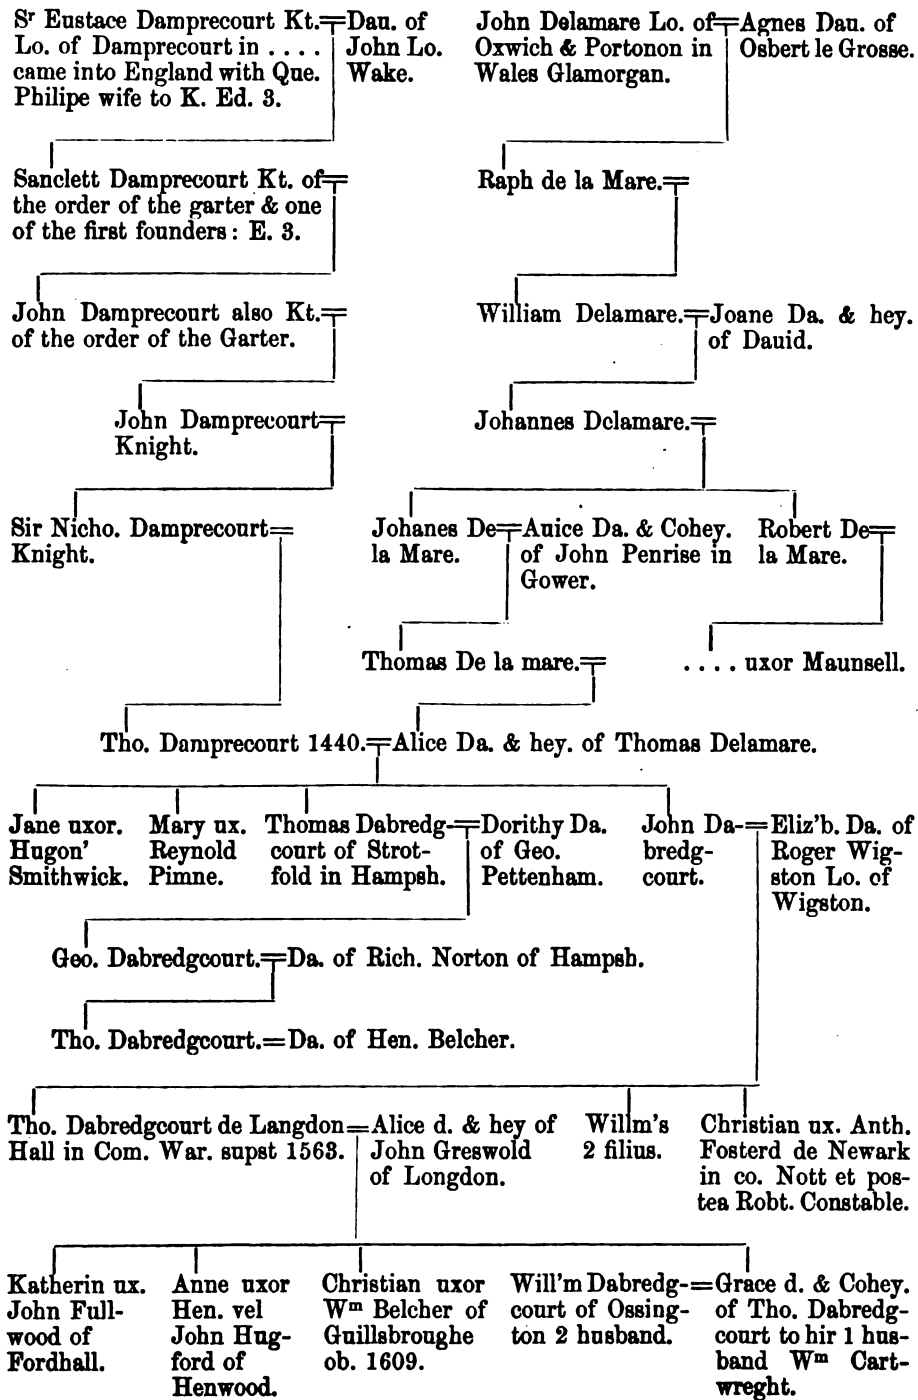 Sr Eustace Damprecourt Kt.=Dau. of
Lo. of Damprecourt in . . . . John Lo.
came into England with Que. Wake.
Philipe wife to K. Ed. 3.
John Delamare Lo. of=Agnes Dau. of
Oxwich & Portonon in Osbert le Grosse.
Wales Glamorgan.
Sanclett Damprecourt Kt. of=
the order of the garter & one
of the first founders: E. 3.
Raph de la Mare.=
John Damprecourt also Kt.=
of the order of the Garter.
William Delamare.=Joane Da. & hey.
of Dauid.
John Damprecourt=
Knight.
Johannes Delamare.=
Sir Nicho. Damprecourt=
Knight.
Johanes De=Auice Da. & Cohey.
la Mare. of John Penrise in
Gower.
Robert De=
la Mare.
Thomas De la mare.=
. . . . uxor Maunsell.
Tho. Damprecourt 1440.=Alice Da. & hey. of Thomas Delamare.
Jane uxor.
Hugon'
Smithwick.
Mary ux.
Reynold
Pimne.
Thomas Dabredg-=Dorithy Da.
court of Strot- of Geo.
fold in Hampsh. Pettenham.
John Da-=Eliz'b. Da. of
bredg- Roger Wig-
court. ston Lo. of
Wigston.
Geo. Dabredgcourt.=Da. of Rich. Norton of Hampsh.
Tho. Dabredgcourt.=Da. of Hen. Belcher.
Tho. Dabredgcourt de Langdon=Alice d. & hey of
Hall in Com. War. supst 1563. John Greswold
of Longdon.
Willm's
2 filius.
Christian ux. Anth.
Fosterd de Newark
in co. Nott et pos-
tea Robt. Constable.
Katherin ux.
John Full-
wood of
Fordhall.
Anne uxor
Hen. vel
John Hug-
ford of
Henwood.
Christian uxor
Wm Belcher of
Guillsbroughe
ob. 1609.
Will'm Dabredg-=Grace d. & Cohey.
court of Ossing- of Tho. Dabredg-
ton 2 husband. court to hir 1 hus-
band Wm Cart-
wreght.